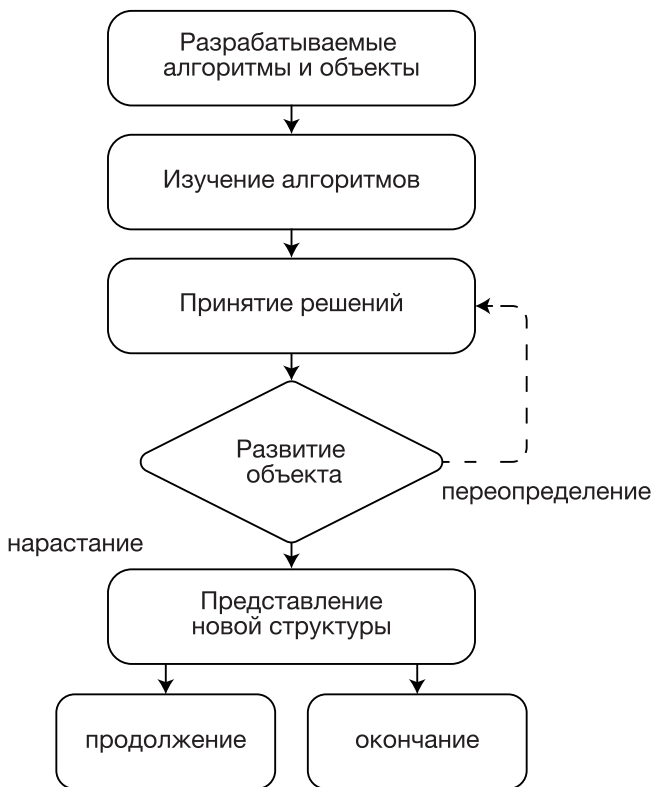 Разрабатываемые
алгоритмы и объекты
Изучение алгоритмов
Принятие решений
Развитие
объекта
переопределение
нарастание
Представление
новой структуры
продолжение
окончание